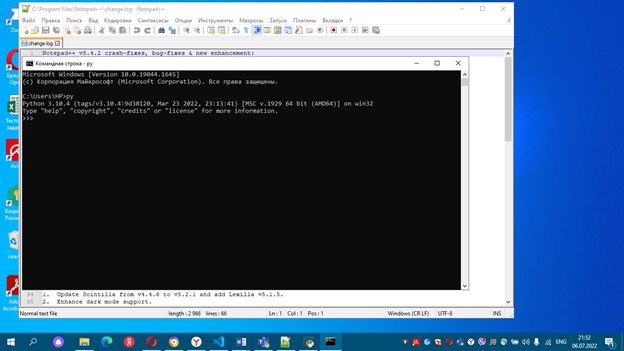 C:\Program Files\Notepad++\change.log - Notepad++
Файл Правка Поиск Вид Кодировки Синтаксисы Опции Инструменты Макросы Запуск Плагины Вкладки ? X
change.log
1 Notepad++ v8.4.2 crash-fixes, bug-fixes & new enhancement:
Командная строка - py
Microsoft Windows [Version 10.0.19044.1645]
(c) Корпорация Майкрософт (Microsoft Corporation). Все права защищены.
C:\Users\HP>py
Python 3.10.4 (tags/v3.10.4:9d38120, Mar 23 2022, 23:13:41) [MSC v.1929 64 bit (AMD64)] on win32
Type "help", "copyright", "credits" or "license" for more information.
>>>
34 1. Update Scintilla from v4.4.6 to v5.2.1 and add Lexilla v5.1.5.
35 2. Enhance dark mode support.
Normal text file length : 2 966 lines : 66 Ln : 1 Col : 1 Pos : 1 Windows (CR LF) UTF-8 INS
ENG
21:52
06.07.2022